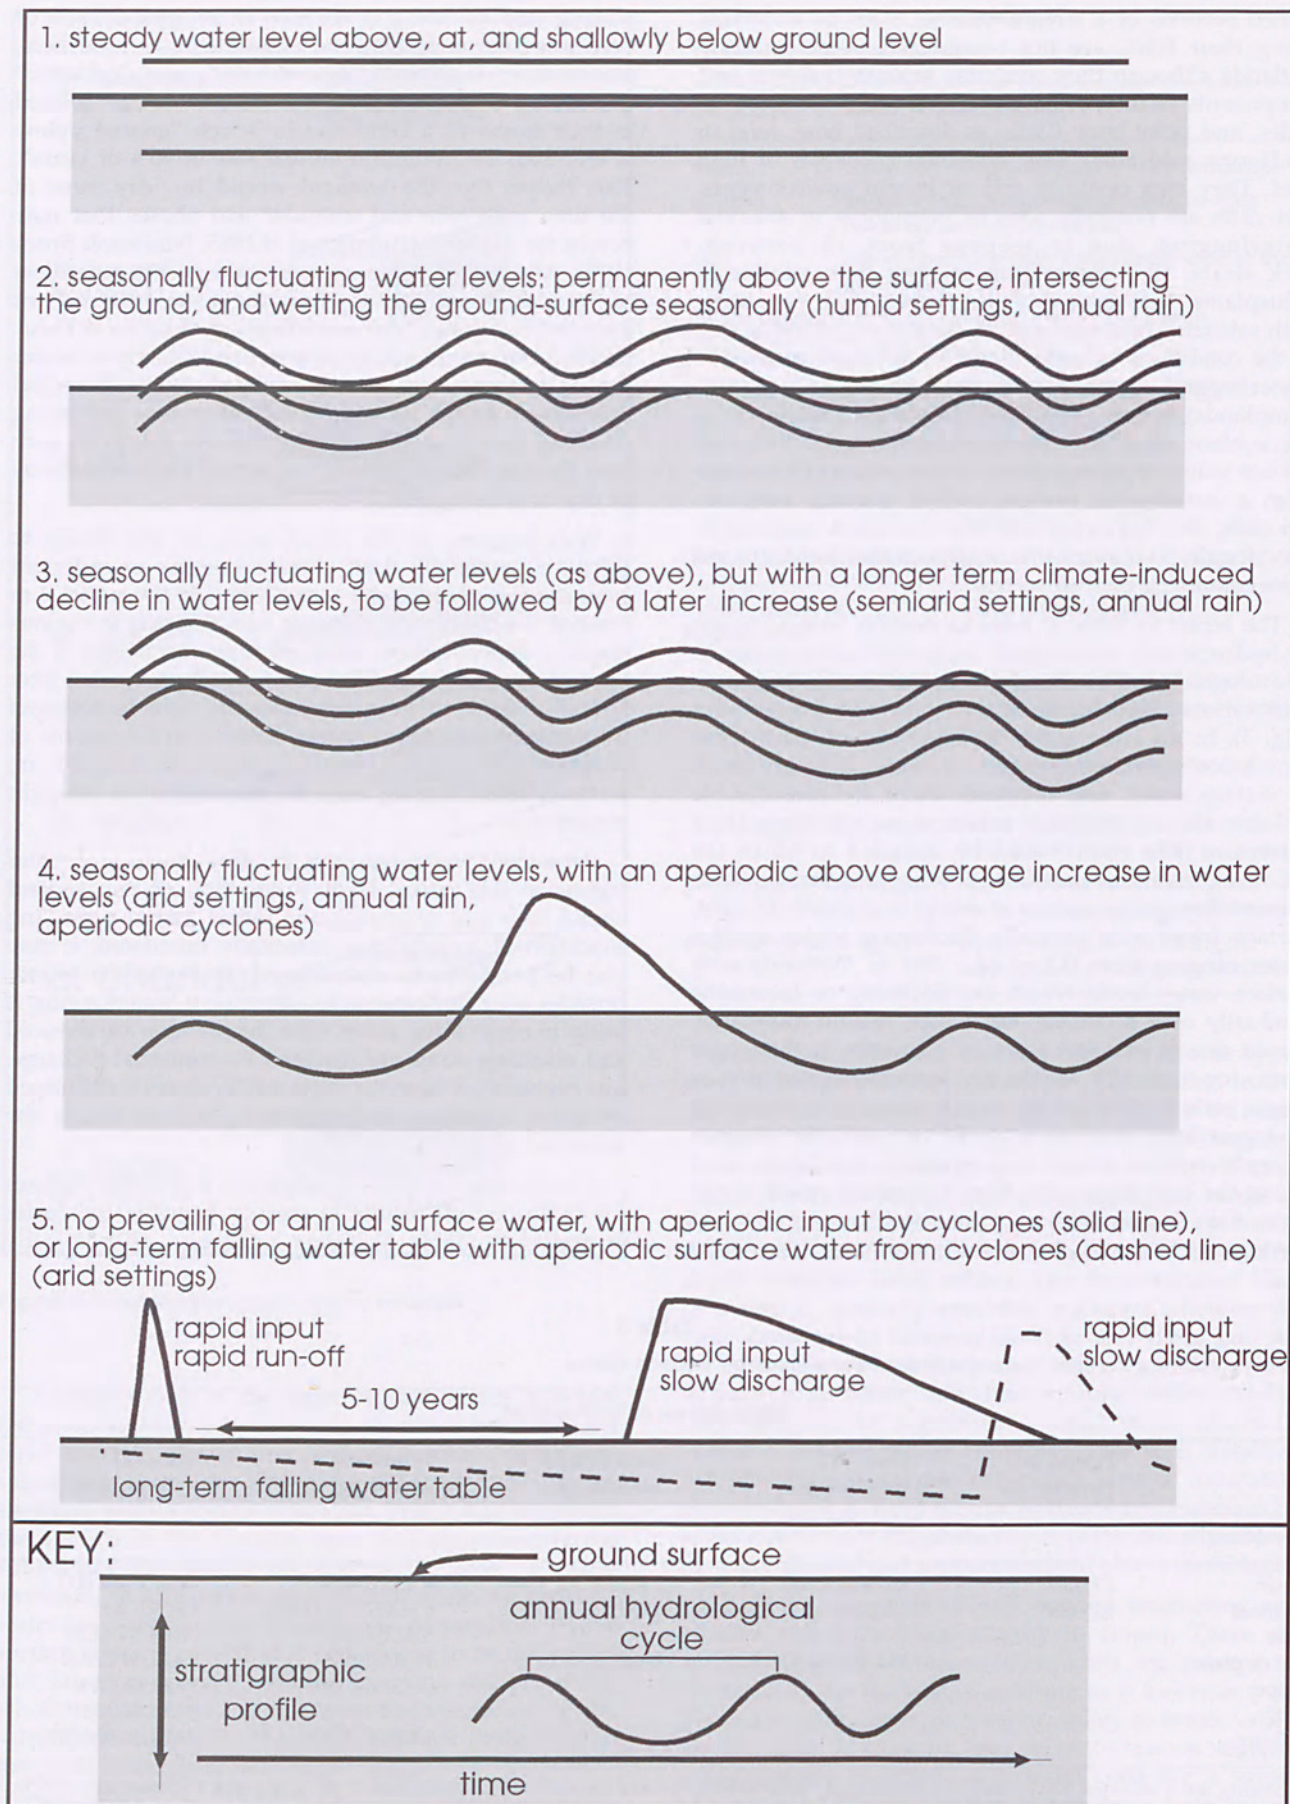 1. steady water level above, at, and shallowly below ground level
2. seasonally fluctuating water levels: permanently above the surface, intersecting
the ground, and wetting the ground-surface seasonally (humid settings, annual rain)
3. seasonally fluctuating water levels (as above), but with a longer term climate-induced
decline in water levels, to be followed by a later increase (semiarid settings, annual rain)
4. seasonally fluctuating water levels, with an aperiodic above average increase in water
levels (arid settings, annual rain,
aperiodic cyclones)
5. no prevailing or annual surface water, with aperiodic input by cyclones (solid line),
or long-term falling water table with aperiodic surface water from cyclones (dashed line)
(arid settings)
rapid input
rapid run-off
5-10 years
rapid input
slow discharge
rapid input
slow discharge
long-term falling water table
KEY:
ground surface
annual hydrological
cycle
stratigraphic
profile
time